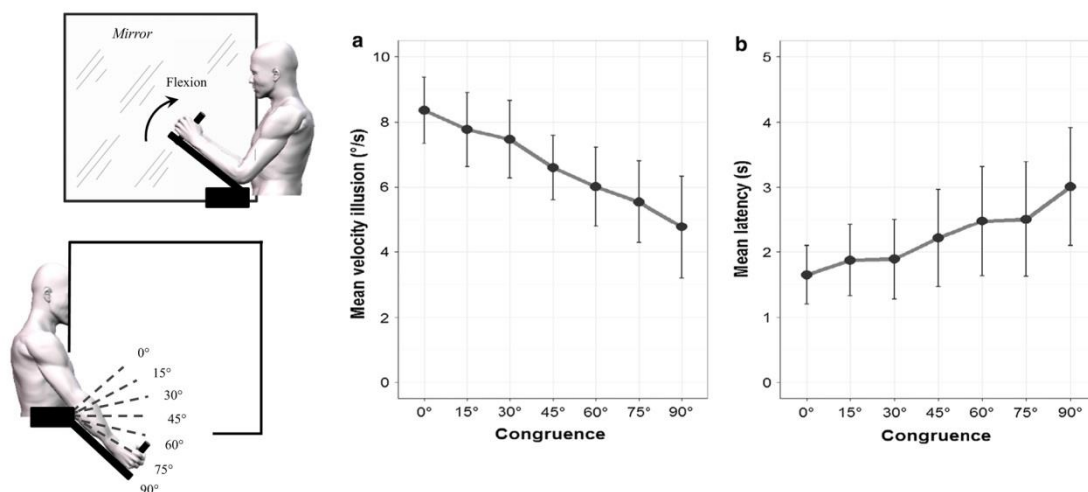 Mirror
Flexion
0°
15°
30°
45°
60°
75°
90°
a
Mean velocity illusion (°/s)
10
8
6
4
2
0
0° 15° 30° 45° 60° 75° 90°
Congruence
b
Mean latency (s)
5
4
3
2
1
0
0° 15° 30° 45° 60° 75° 90°
Congruence